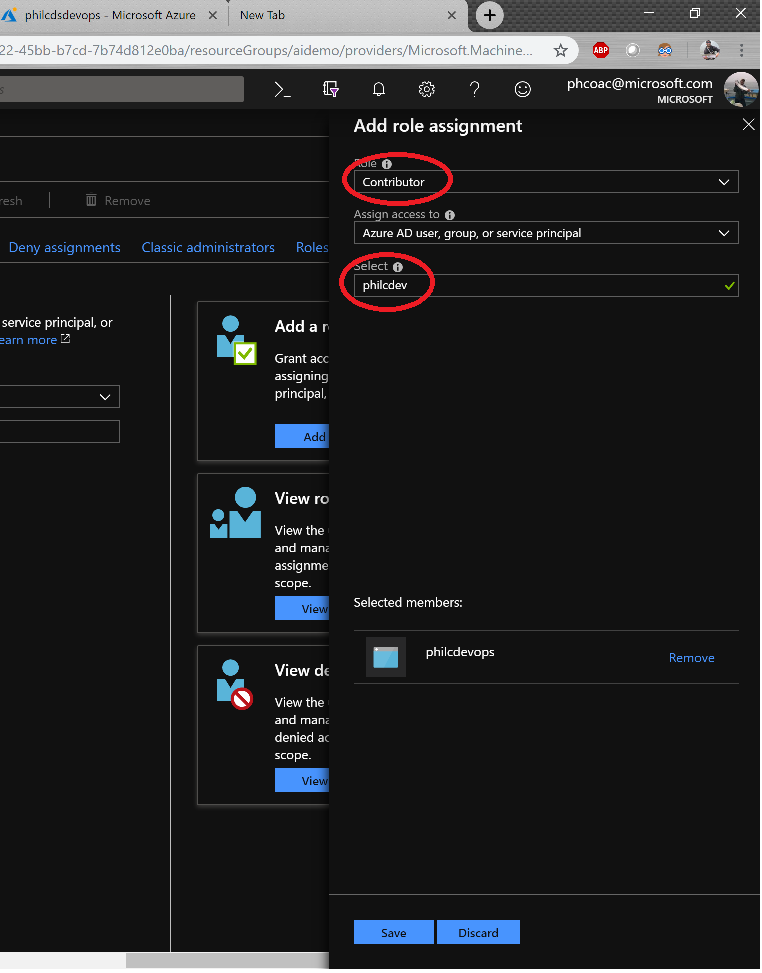 philcdsdevops - Microsoft Azure
New Tab
22-45bb-b7cd-7b74d812e0ba/resourceGroups/aidemo/providers/Microsoft.Machine...
ABP
phcoac@microsoft.com
MICROSOFT
Add role assignment
Role
Contributor
Assign access to
Azure AD user, group, or service principal
Select
philcdev
Selected members:
philcdevops
Remove
Save
Discard
resh
Remove
Deny assignments
Classic administrators
Roles
service principal, or
earn more
Add a r
Grant acc
assigning
principal,
Add
View ro
View the
and mana
assignme
scope.
View
View de
View the
and mana
denied ac
scope.
View